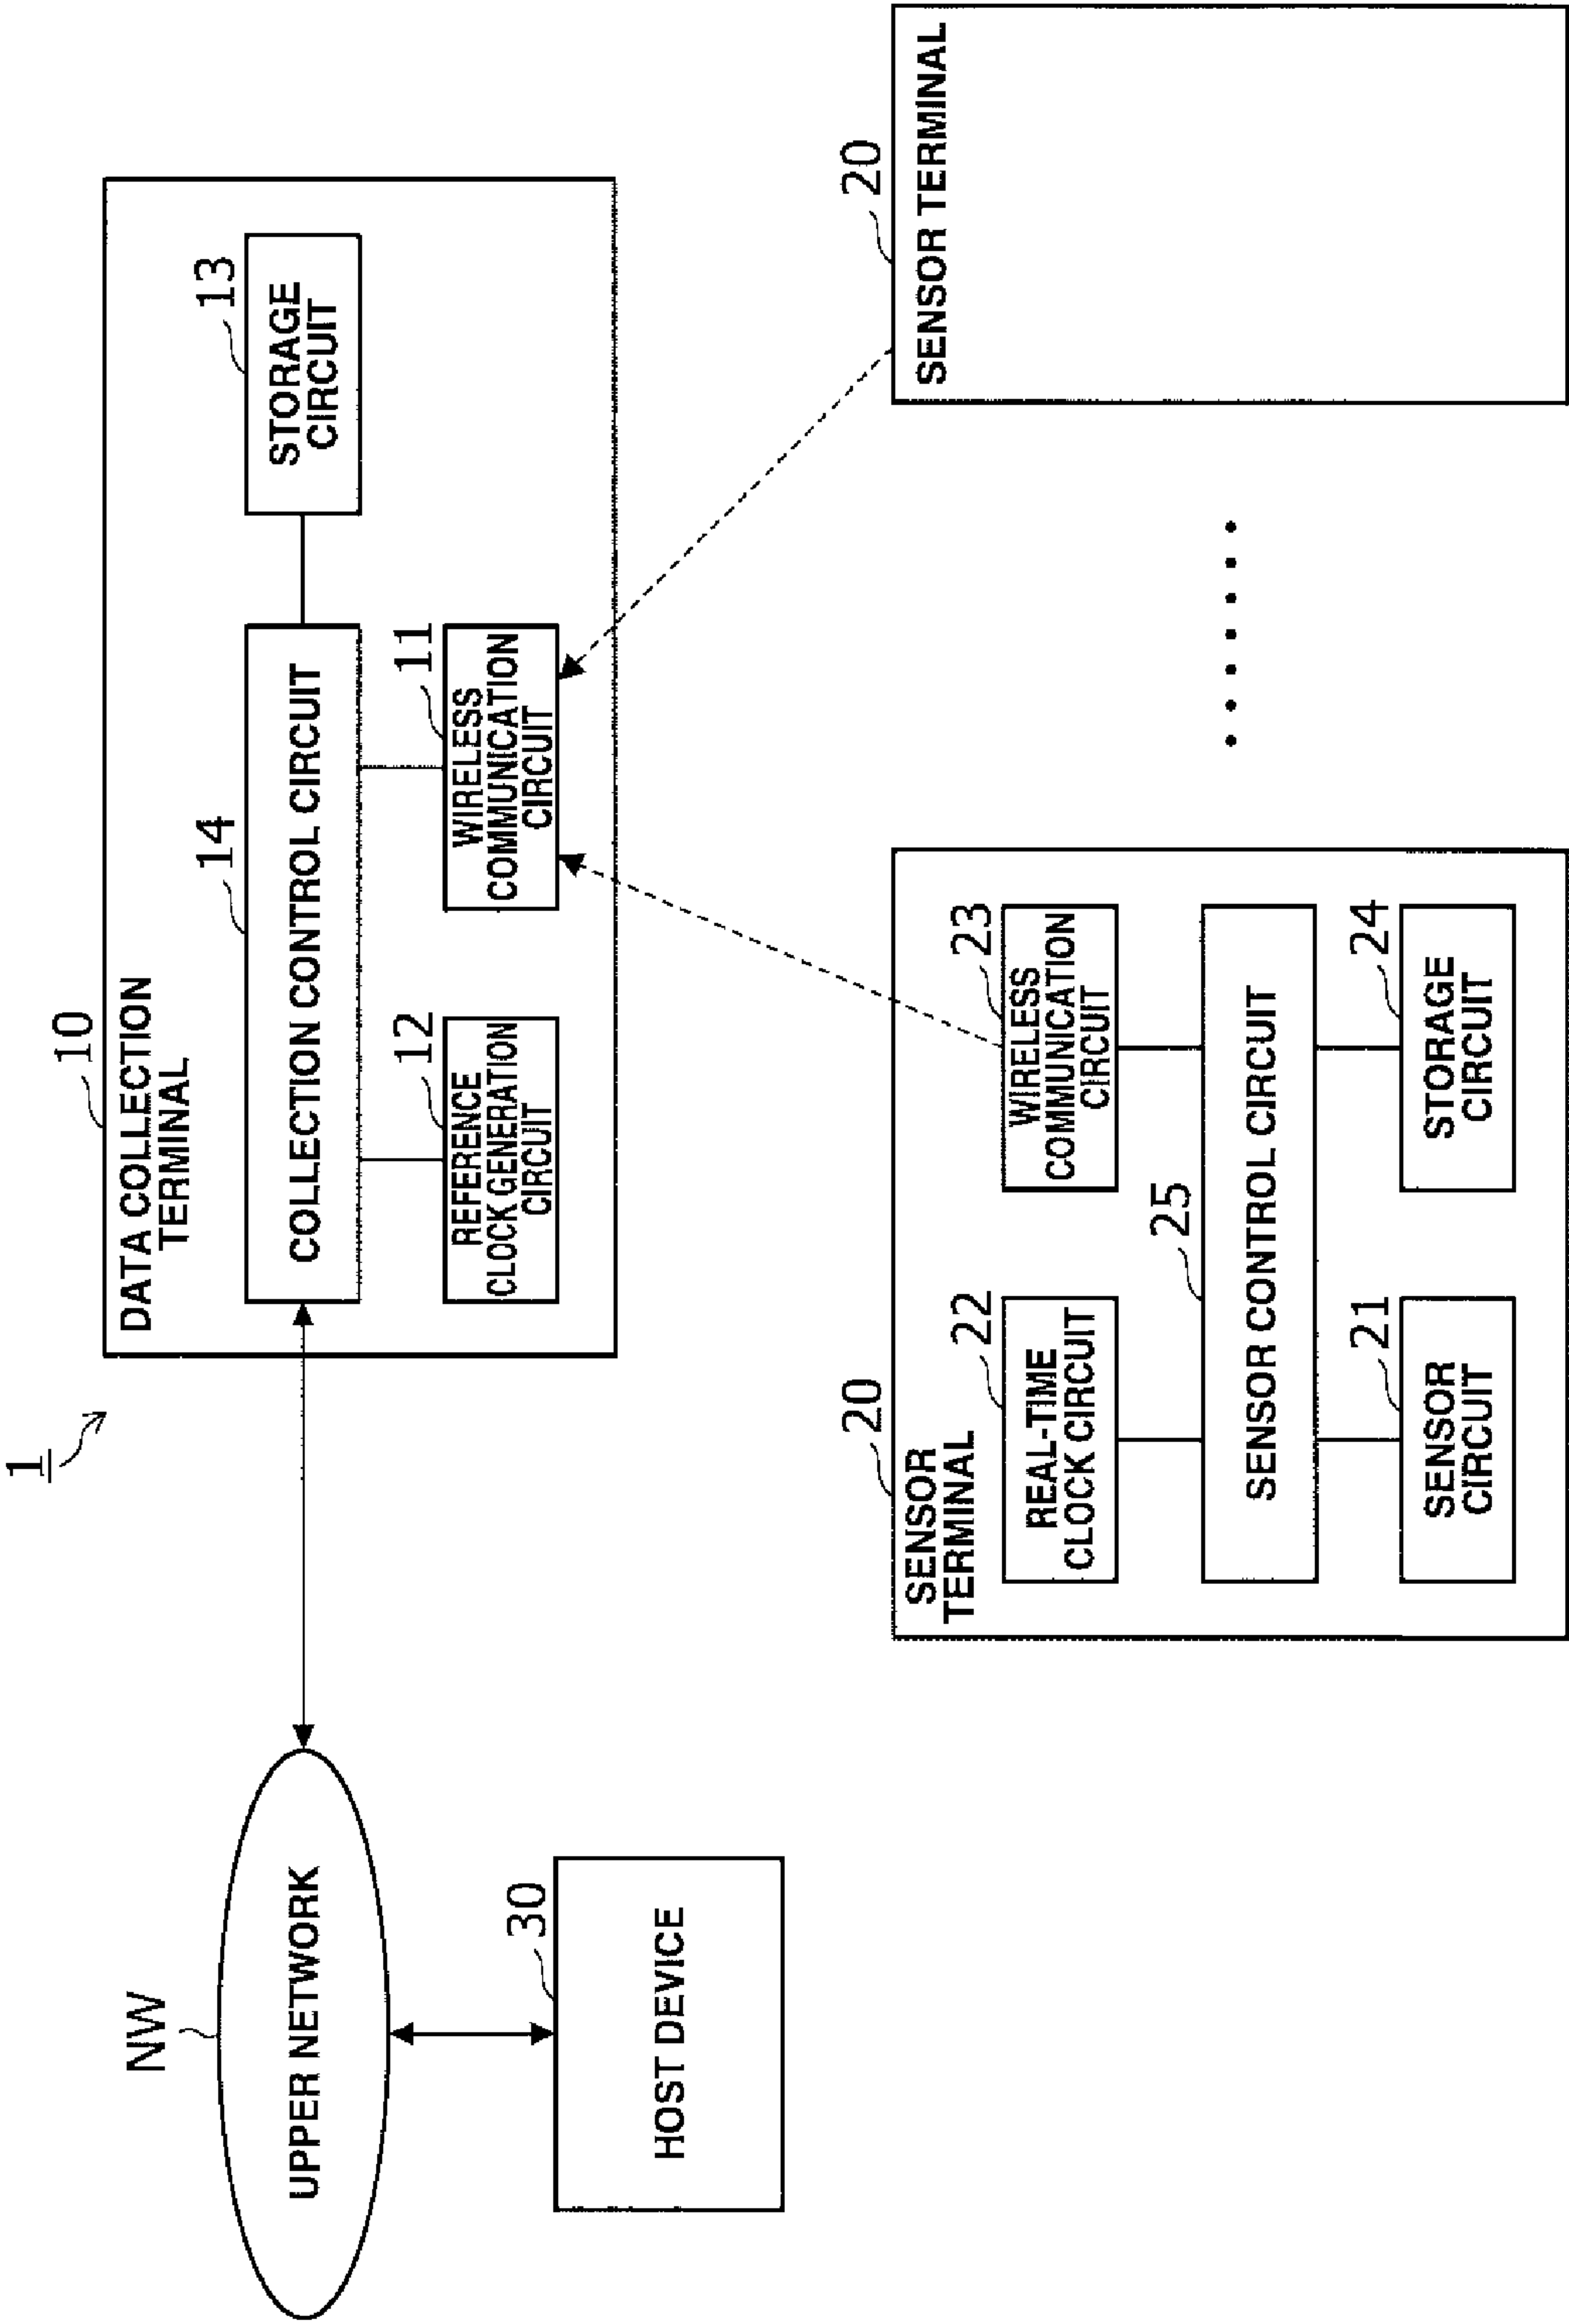 1
NW
UPPER NETWORK
30
HOST DEVICE
10
DATA COLLECTION
TERMINAL
14
COLLECTION CONTROL CIRCUIT
13
STORAGE
CIRCUIT
12
REFERENCE
CLOCK GENERATION
CIRCUIT
11
WIRELESS
COMMUNICATION
CIRCUIT
20
SENSOR
TERMINAL
22
REAL-TIME
CLOCK CIRCUIT
23
WIRELESS
COMMUNICATION
CIRCUIT
25
SENSOR CONTROL CIRCUIT
21
SENSOR
CIRCUIT
24
STORAGE
CIRCUIT
20
SENSOR TERMINAL